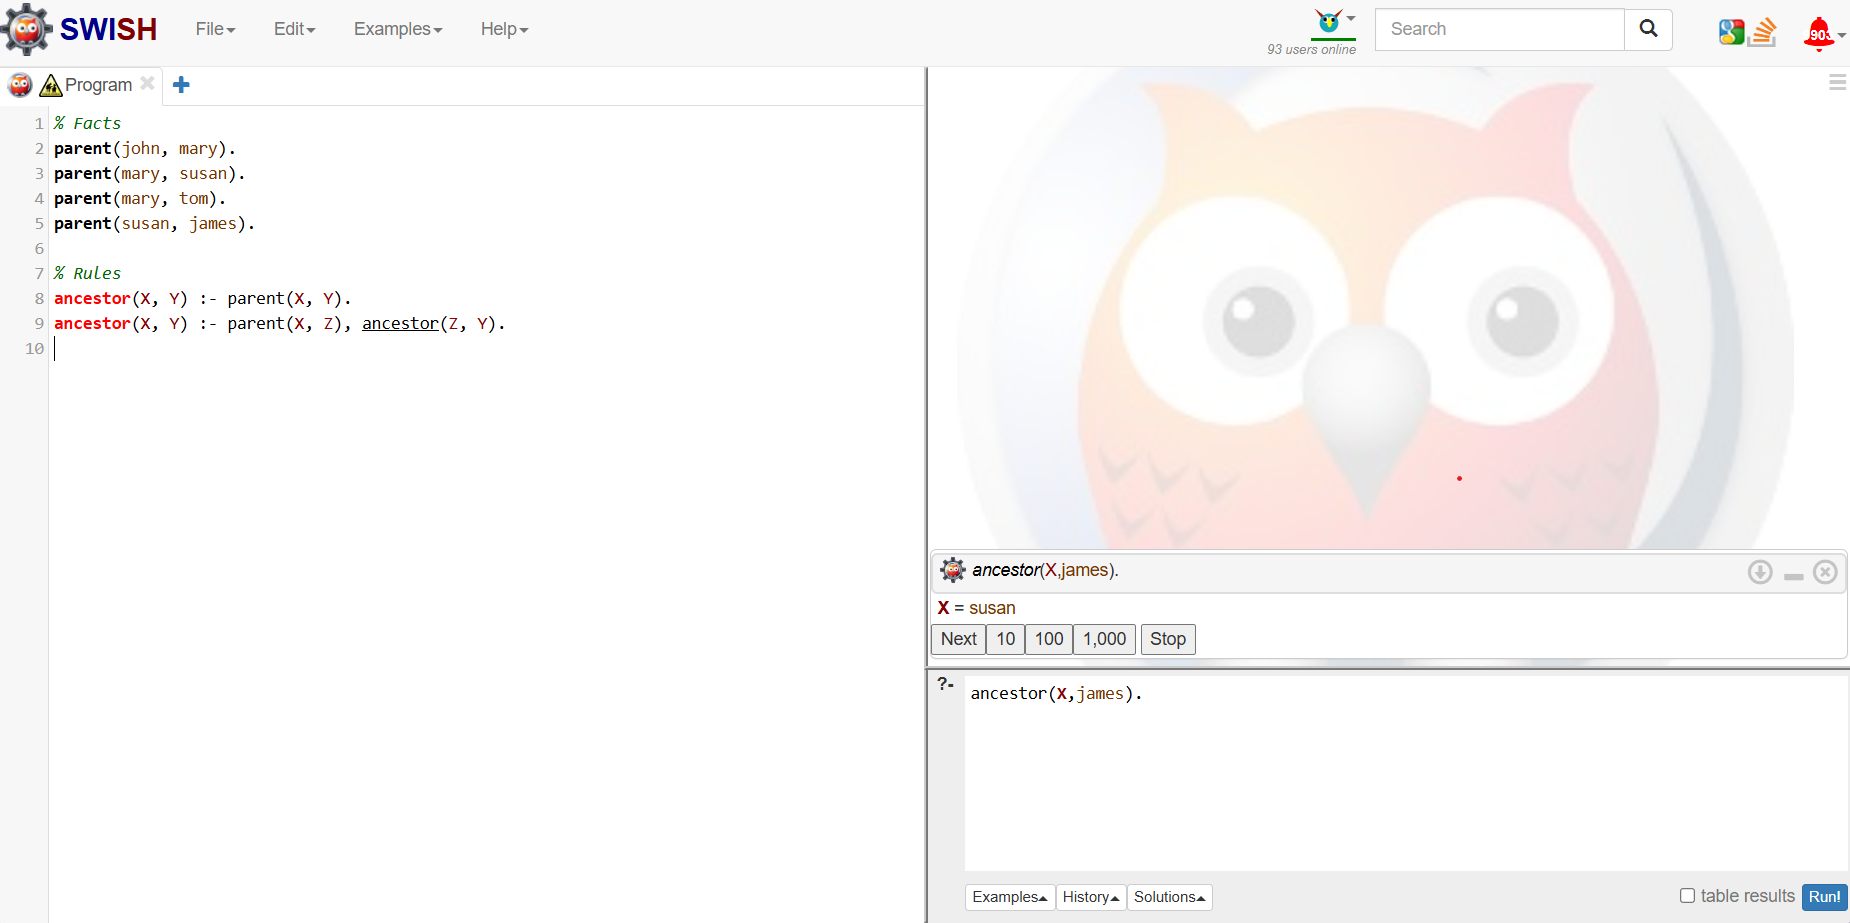 SWISH File Edit Examples Help 93 users online Search 903
Program
1 % Facts
2 parent(john, mary).
3 parent(mary, susan).
4 parent(mary, tom).
5 parent(susan, james).
6
7 % Rules
8 ancestor(X, Y) :- parent(X, Y).
9 ancestor(X, Y) :- parent(X, Z), ancestor(Z, Y).
10
ancestor(X,james).
X = susan
Next 10 100 1,000 Stop
?- ancestor(X,james).
Examples History Solutions table results Run!